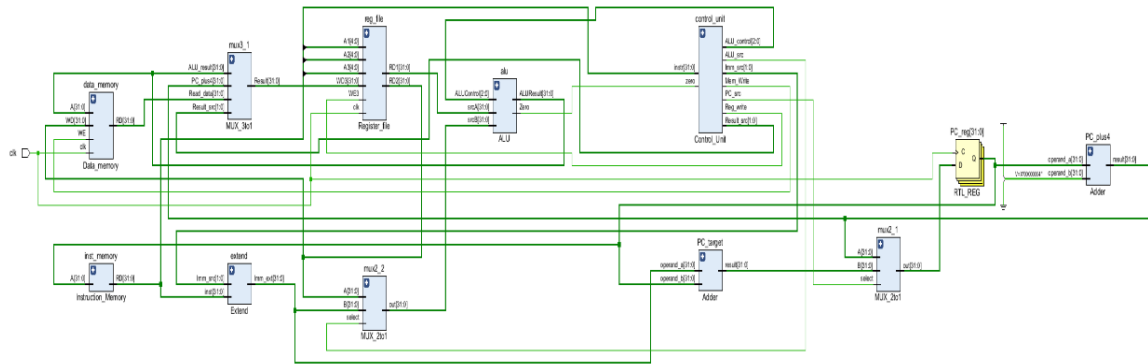 reg_file
control_unit
mux3_1
ALU_result[31:0]
PC_plus4[31:0]
Read_data[31:0]
Result_src[1:0]
Result[31:0]
MUX_3to1
data_memory
A[31:0]
WD[31:0]
WE
clk
RD[31:0]
Data_memory
clk
A1[4:0]
A2[4:0]
A3[4:0]
WD3[31:0]
WE3
clk
RD1[31:0]
RD2[31:0]
Register_file
alu
ALUControl[2:0]
srcA[31:0]
srcB[31:0]
ALUResult[31:0]
Zero
ALU
instr[31:0]
zero
ALU_control[2:0]
ALU_src
Imm_src[1:0]
Mem_Write
PC_src
Reg_write
Result_src[1:0]
Control_Unit
PC_reg[31:0]
C
D
Q
RTL_REG
PC_plus4
operand_a[31:0]
operand_b[31:0]
result[31:0]
Adder
inst_memory
A[31:0]
RD[31:0]
Instruction_Memory
extend
Imm_src[1:0]
inst[31:0]
Imm_ext[31:0]
Extend
mux2_2
A[31:0]
B[31:0]
select
out[31:0]
MUX_2to1
PC_target
operand_a[31:0]
operand_b[31:0]
result[31:0]
Adder
mux2_1
A[31:0]
B[31:0]
select
out[31:0]
MUX_2to1